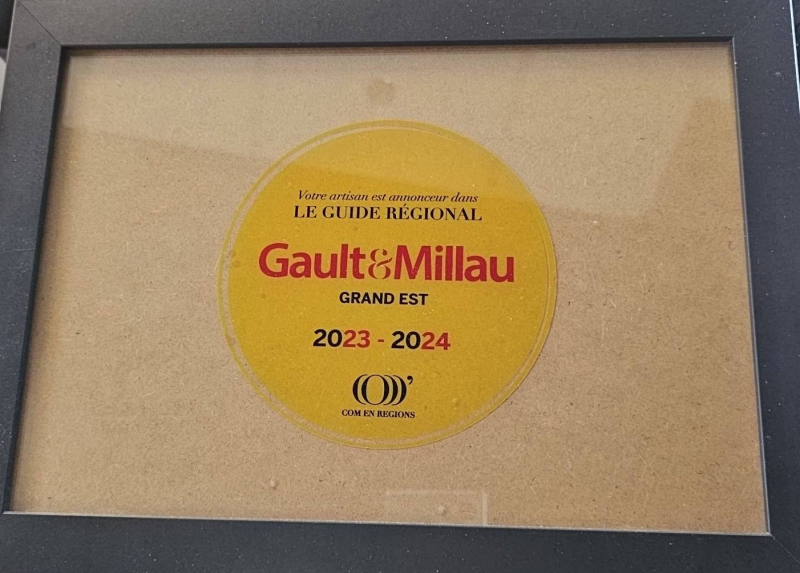 Votre artisan est annonceur dans
LE GUIDE RÉGIONAL
Gault&Millau
GRAND EST
2023 - 2024
COM EN REGIONS